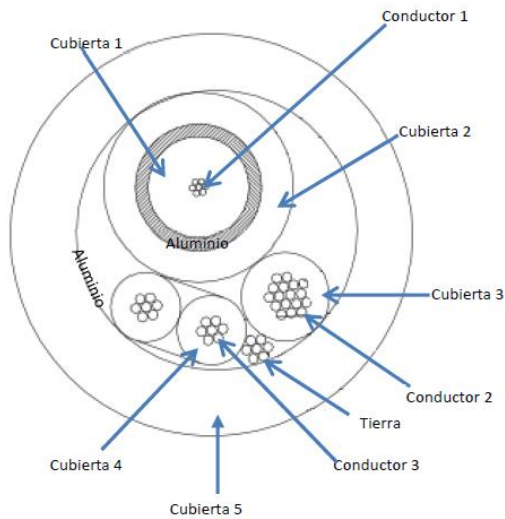 Conductor 1
Cubierta 1
Cubierta 2
Aluminio
Aluminio
Cubierta 3
Conductor 2
Tierra
Cubierta 4
Conductor 3
Cubierta 5